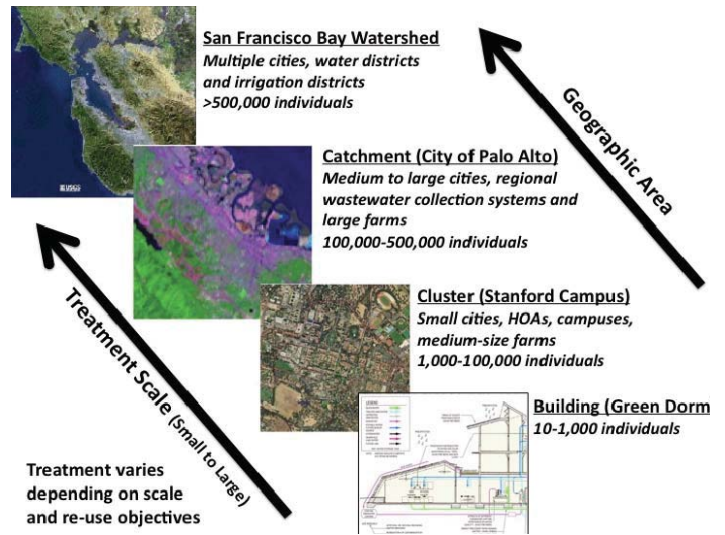 San Francisco Bay Watershed
Multiple cities, water districts
and irrigation districts
>500,000 individuals
USGS
Geographic Area
Catchment (City of Palo Alto)
Medium to large cities, regional
wastewater collection systems and
large farms
100,000-500,000 individuals
Treatment Scale (Small to Large)
Cluster (Stanford Campus)
Small cities, HOAs, campuses,
medium-size farms
1,000-100,000 individuals
Building (Green Dorm
10-1,000 individuals
Treatment varies
depending on scale
and re-use objectives